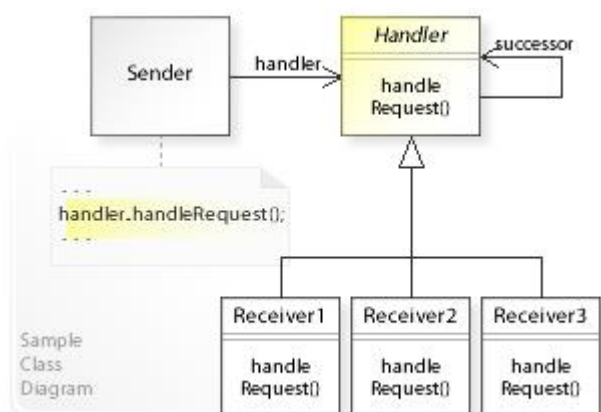 Handler
successor
Sender
handler
handle
Request()
- - -
handler.handleRequest();
- - -
Receiver1
Receiver2
Receiver3
handle
Request()
handle
Request()
handle
Request()
Sample
Class
Diagram